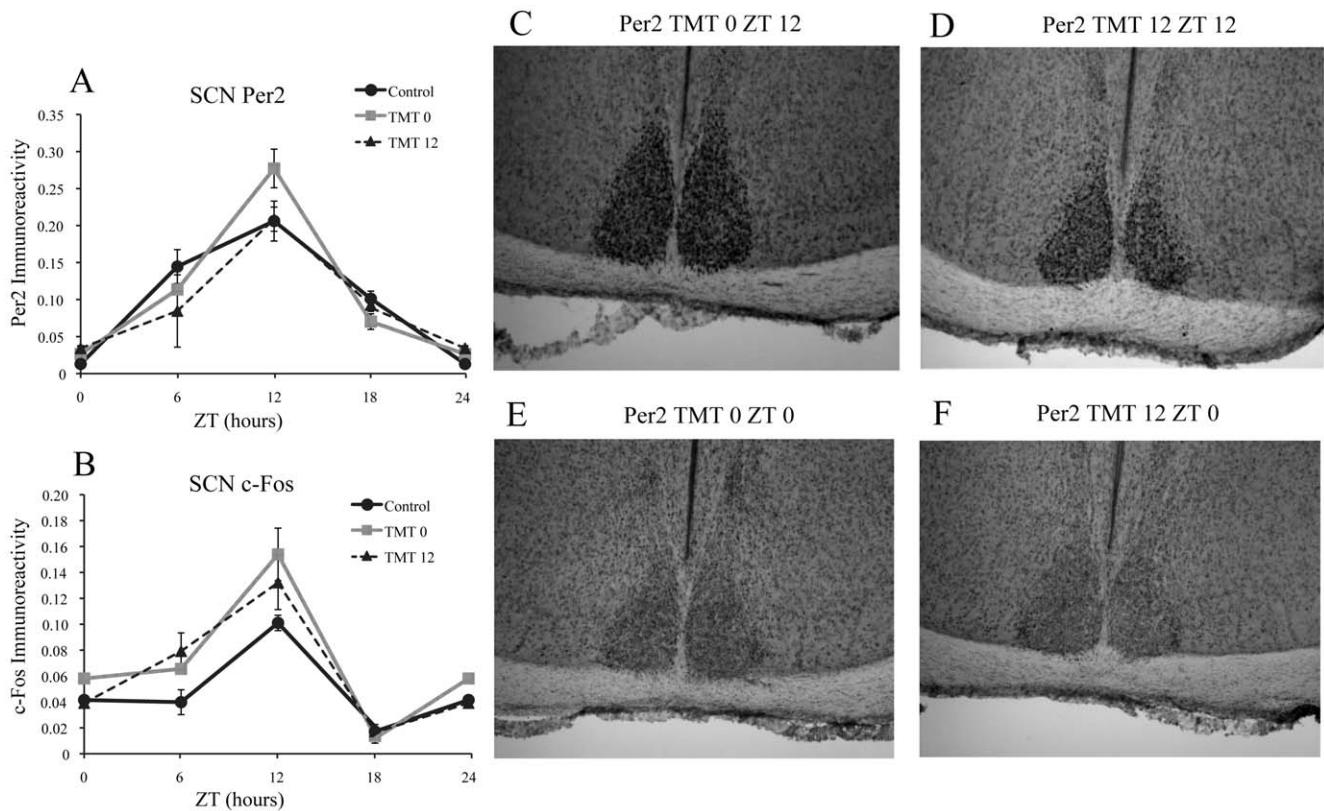 A
SCN Per2
Control
TMT 0
TMT 12
Per2 Immunoreactivity
0.35
0.30
0.25
0.20
0.15
0.10
0.05
0
0
6
12
18
24
ZT (hours)
B
SCN c-Fos
Control
TMT 0
TMT 12
c-Fos Immunoreactivity
0.20
0.18
0.16
0.14
0.12
0.10
0.08
0.06
0.04
0.02
0
0
6
12
18
24
ZT (hours)
C
Per2 TMT 0 ZT 12
D
Per2 TMT 12 ZT 12
E
Per2 TMT 0 ZT 0
F
Per2 TMT 12 ZT 0